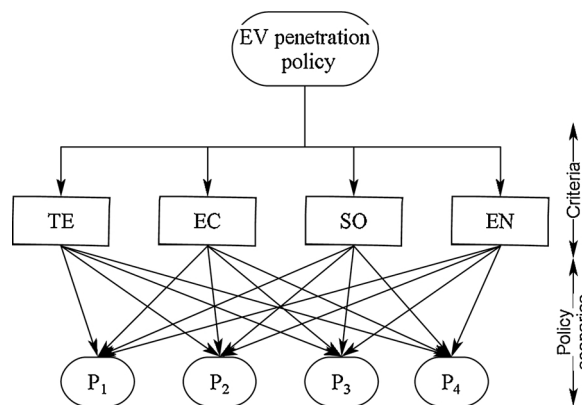 EV penetration
policy
TE
EC
SO
EN
Criteria
P1
P2
P3
P4
Policy